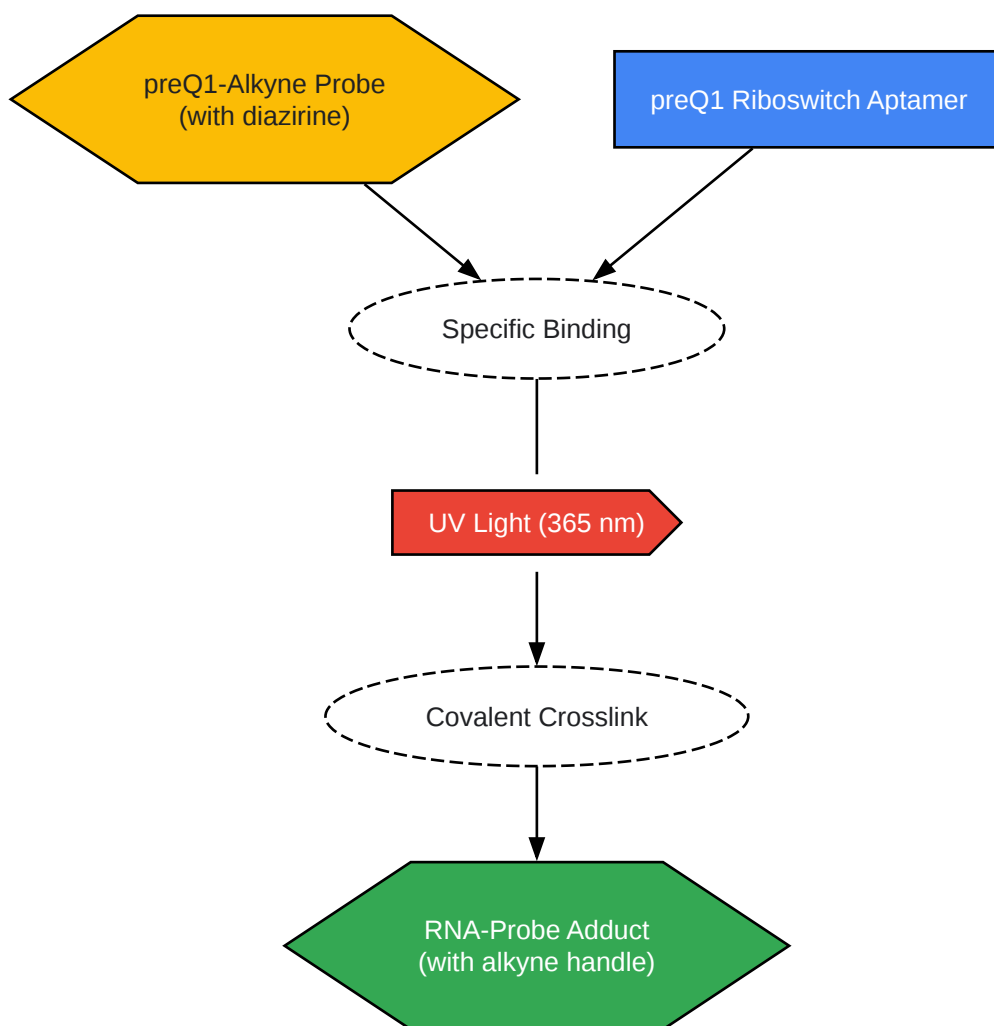 preQ1-Alkyne Probe
(with diazirine)
preQ1 Riboswitch Aptamer
Specific Binding
UV Light (365 nm)
Covalent Crosslink
RNA-Probe Adduct
(with alkyne handle)